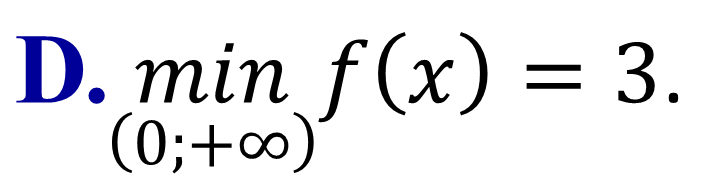 D. min f(x) = 3.
(0;+∞)